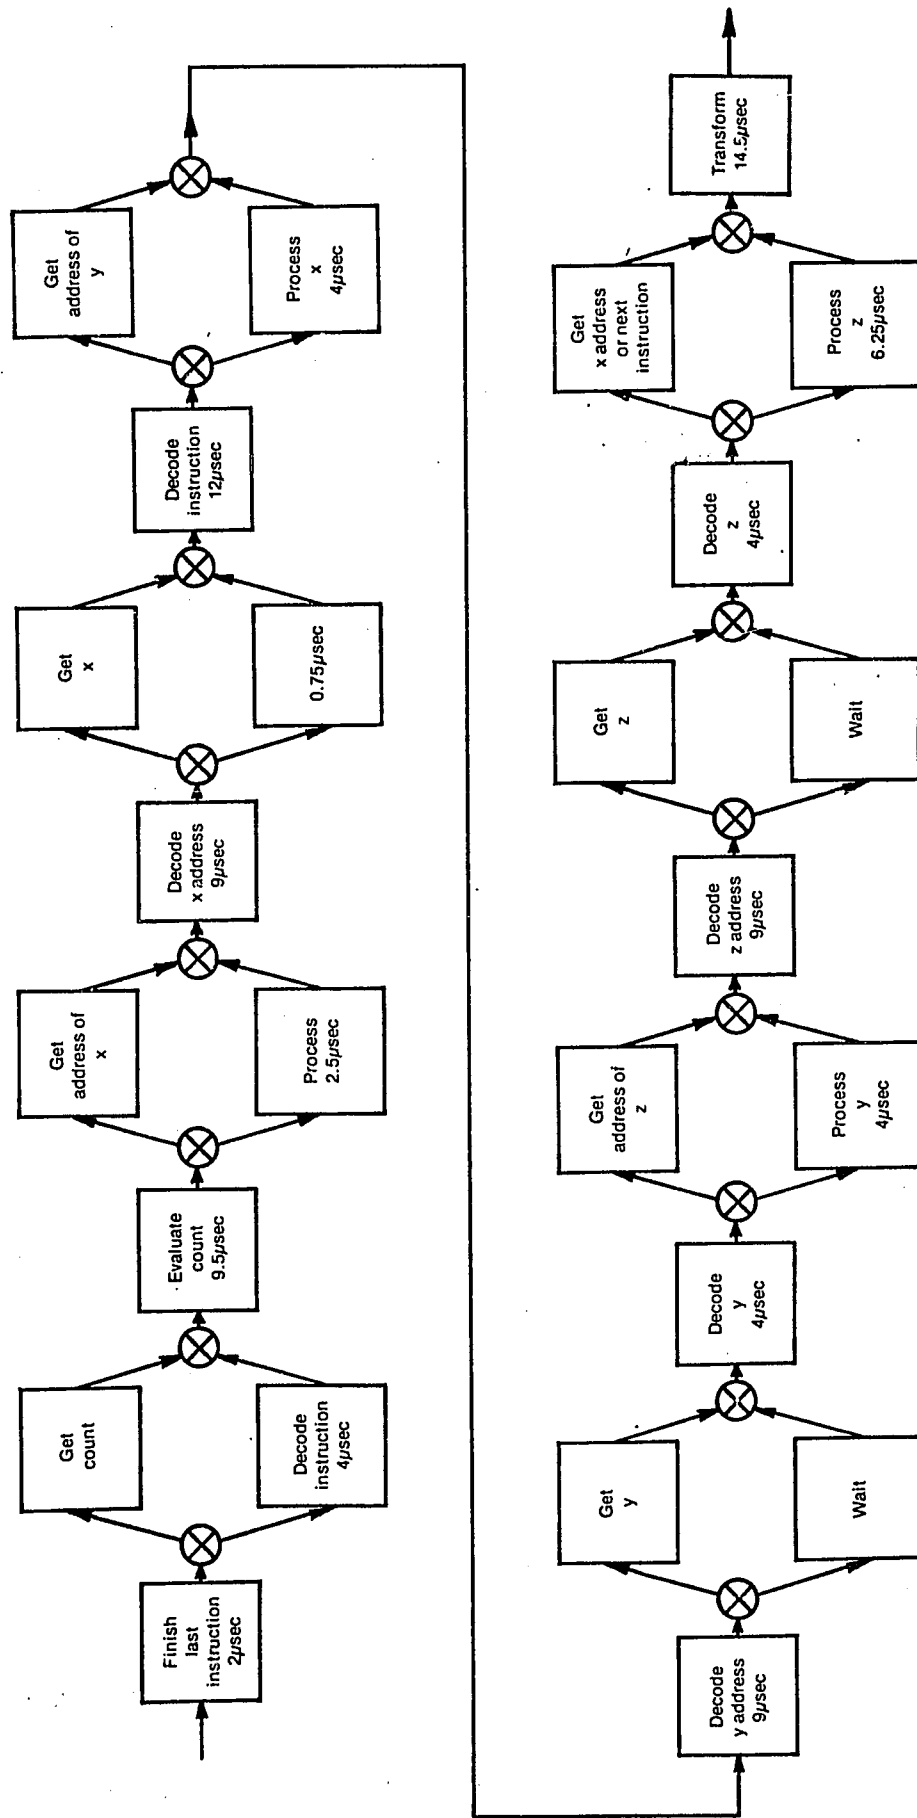 Finish
last
instruction
2μsec
Get
count
Decode
instruction
4μsec
Evaluate
count
9.5μsec
Get
address of
x
Process
2.5μsec
Decode
x address
9μsec
Get
x
0.75μsec
Decode
instruction
12μsec
Get
address of
y
Process
x
4μsec
Decode
y address
9μsec
Get
y
Wait
Decode
y
4μsec
Get
address of
z
Process
y
4μsec
Decode
z address
9μsec
Get
z
Wait
Decode
z
4μsec
Get
x address
or next
instruction
Process
z
6.25μsec
Transform
14.5μsec